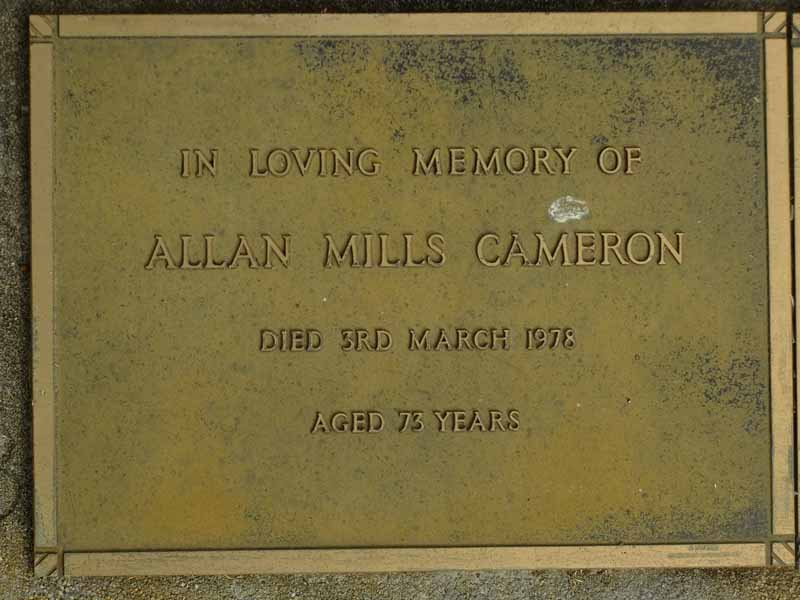 IN LOVING MEMORY OF
ALLAN MILLS CAMERON
DIED 3RD MARCH 1978
AGED 73 YEARS